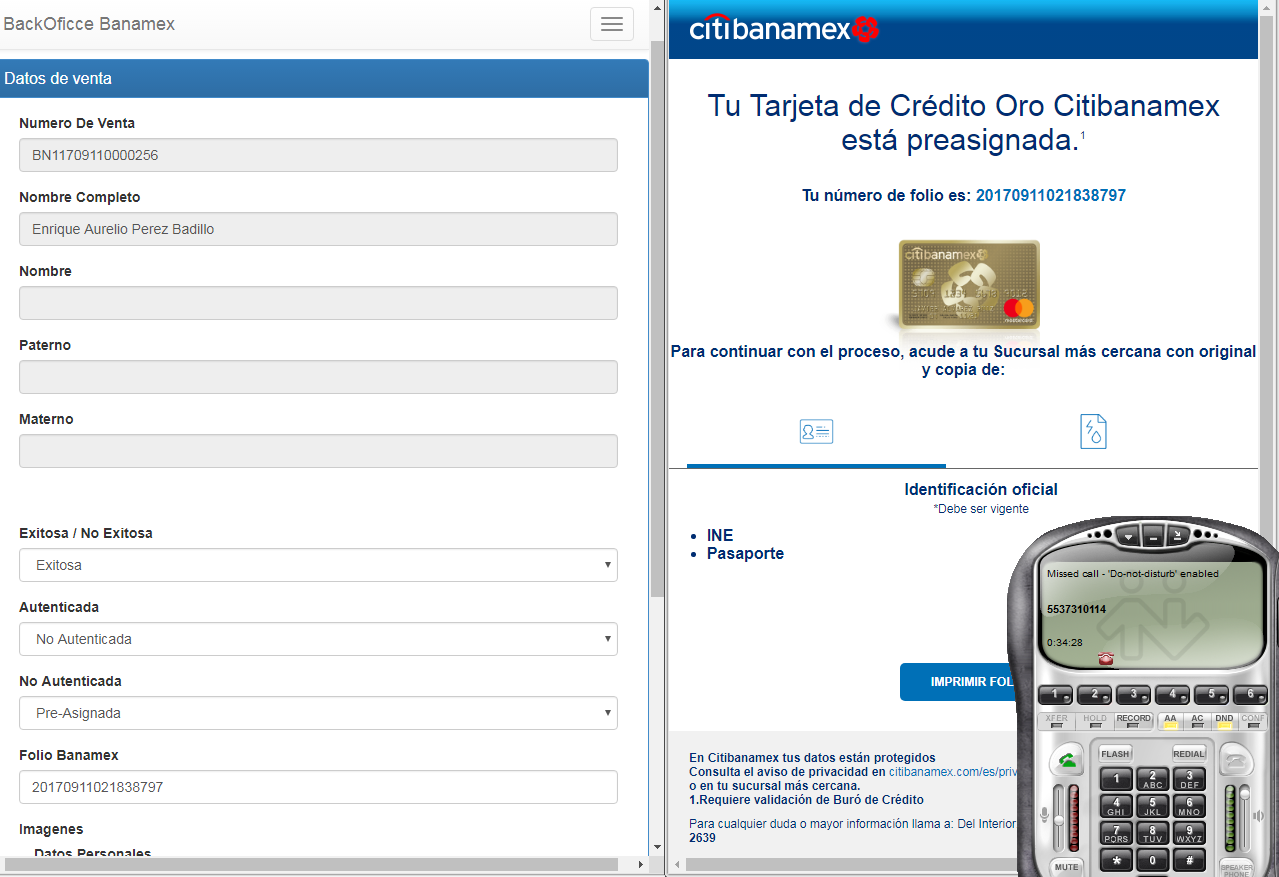 BackOficce Banamex
Datos de venta
Numero De Venta
BN11709110000256
Nombre Completo
Enrique Aurelio Perez Badillo
Nombre
Paterno
Materno
Exitosa / No Exitosa
Exitosa
Autenticada
No Autenticada
No Autenticada
Pre-Asignada
Folio Banamex
20170911021838797
Imagenes
Datos Personales
citibanamex
Tu Tarjeta de Crédito Oro Citibanamex
está preasignada.1
Tu número de folio es: 20170911021838797
citibanamex
mastercard
Para continuar con el proceso, acude a tu Sucursal más cercana con original
y copia de:
Identificación oficial
*Debe ser vigente
INE
Pasaporte
IMPRIMIR FOL
En Citibanamex tus datos están protegidos
Consulta el aviso de privacidad en citibanamex.com/es/priv
o en tu sucursal más cercana.
1.Requiere validación de Buró de Crédito
Para cualquier duda o mayor información llama a: Del Interior
2639
Missed call - 'Do-not-disturb' enabled
5537310114
0:34:28
1 2 3 4 5 6
XFER HOLD RECORD AA AC DND CONF
FLASH REDIAL
1 2 ABC 3 DEF
4 GHI 5 JKL 6 MNO
7 PQRS 8 TUV 9 WXYZ
* 0 #
MUTE
SPEAKER
PHONE